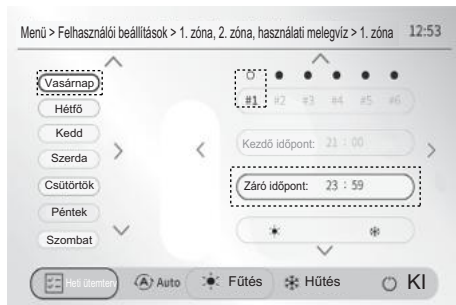 Menü > Felhasználói beállítások > 1. zóna, 2. zóna, használati melegvíz > 1. zóna 12:53
Vasárnap
Hétfő
Kedd
Szerda
Csütörtök
Péntek
Szombat
#1 #2 #3 #4 #5 #6
Kezdő időpont: 21 : 00
Záró időpont: 23 : 59
Heti ütemterv Auto Fűtés Hűtés KI